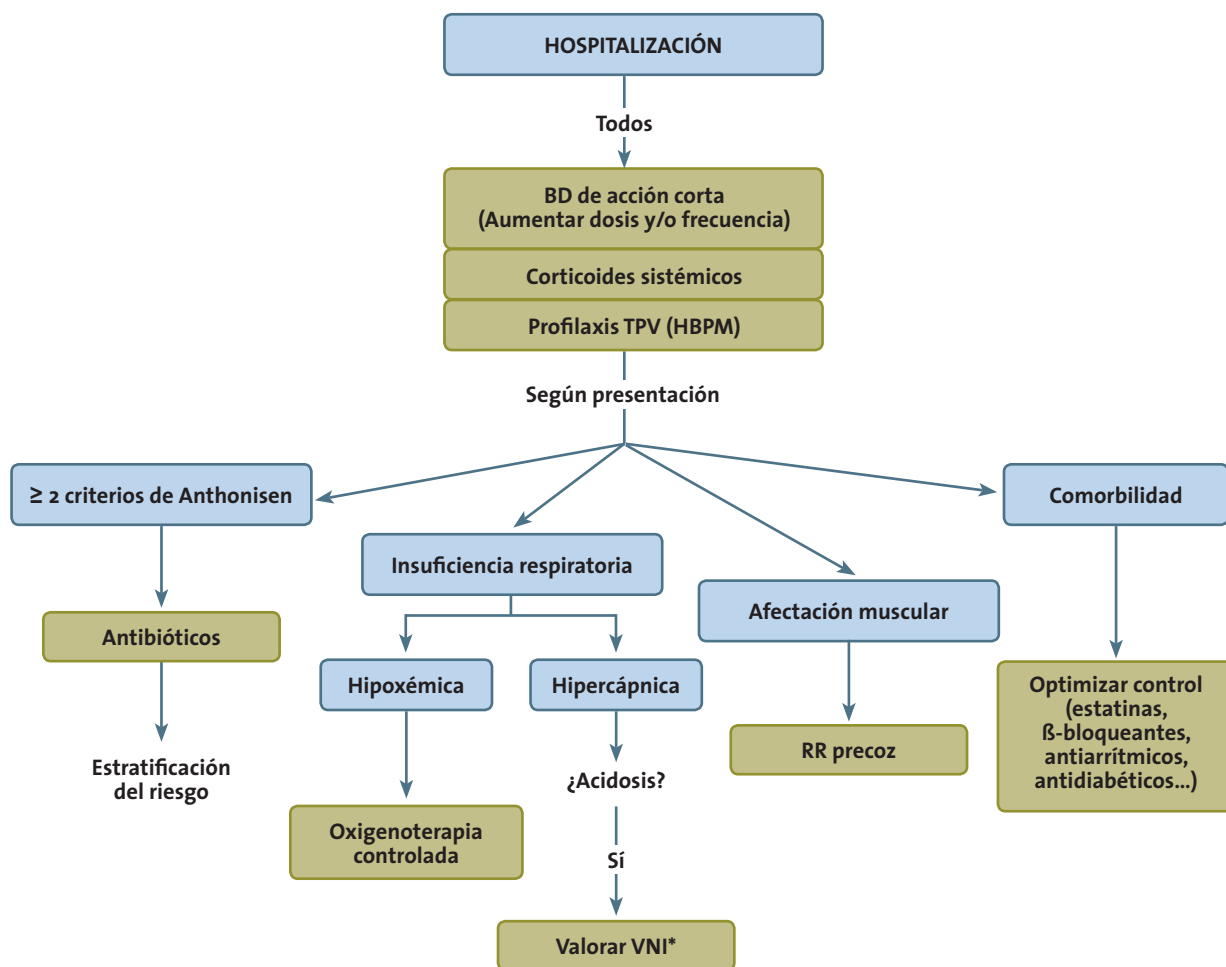 HOSPITALIZACIÓN
Todos
BD de acción corta
(Aumentar dosis y/o frecuencia)
Corticoides sistémicos
Profilaxis TPV (HBPM)
Según presentación
≥ 2 criterios de Anthonisen
Comorbilidad
Insuficiencia respiratoria
Afectación muscular
Antibióticos
Hipoxémica
Hipercápnica
Optimizar control
(estatinas,
ß-bloqueantes,
antiarrítmicos,
antidiabéticos...)
RR precoz
Estratificación
del riesgo
¿Acidosis?
Oxigenoterapia
controlada
Sí
Valorar VNI*